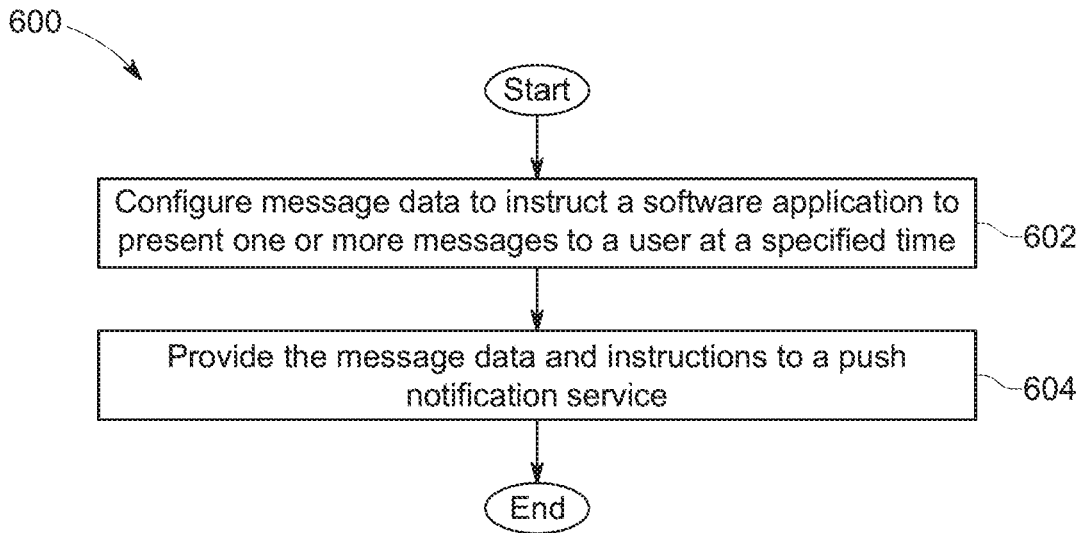 600
Start
Configure message data to instruct a software application to
present one or more messages to a user at a specified time
602
Provide the message data and instructions to a push
notification service
604
End